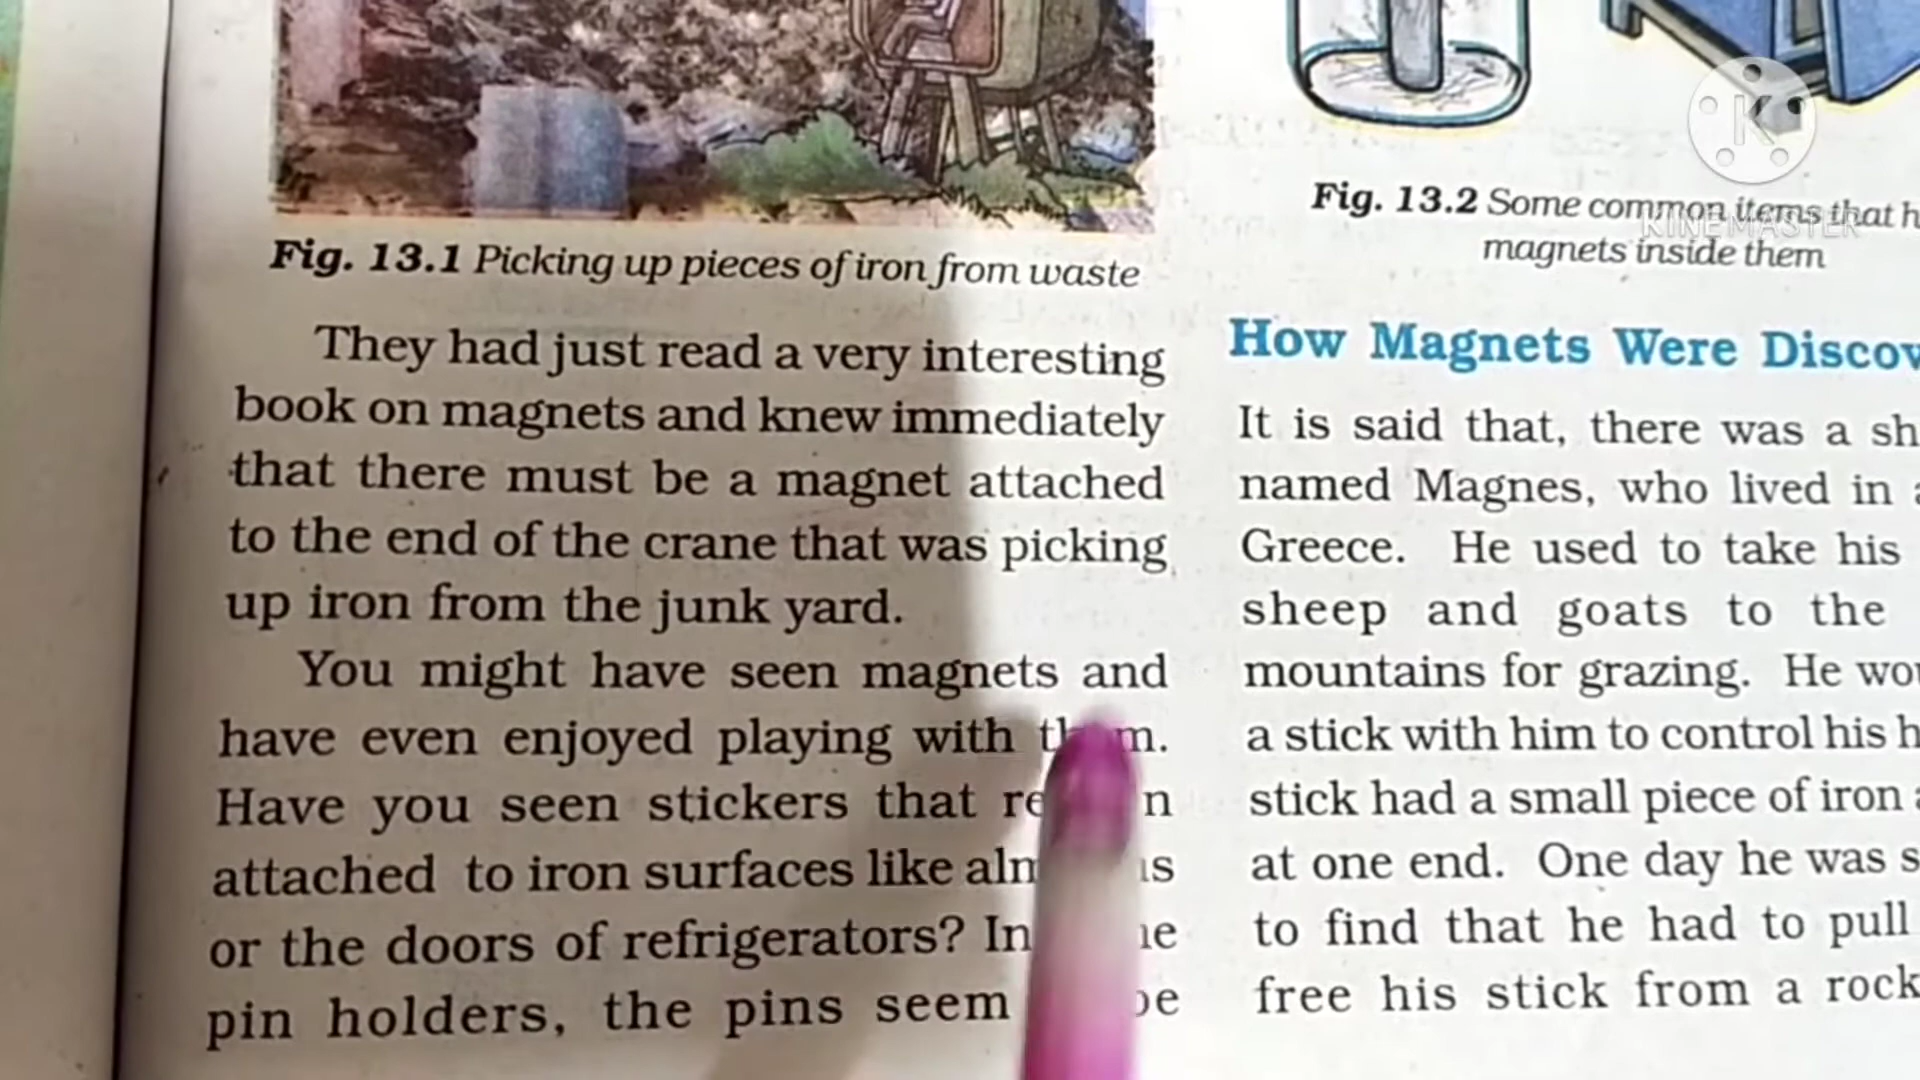 Fig. 13.1 Picking up pieces of iron from waste
They had just read a very interesting
book on magnets and knew immediately
that there must be a magnet attached
to the end of the crane that was picking
up iron from the junk yard.
You might have seen magnets and
have even enjoyed playing with
Have you seen stickers that
attached to iron surfaces like
or the doors of refrigerators? In
pin holders, the pins seem
K
KINEMASTER
Fig. 13.2 Some common items that
magnets inside them
How Magnets Were
It is said that, there was a
named Magnes, who lived in
Greece. He used to take his
sheep and goats to the
mountains for grazing. He
a stick with him to control his
stick had a small piece of iron
at one end. One day he was
to find that he had to pull
free his stick from a rock